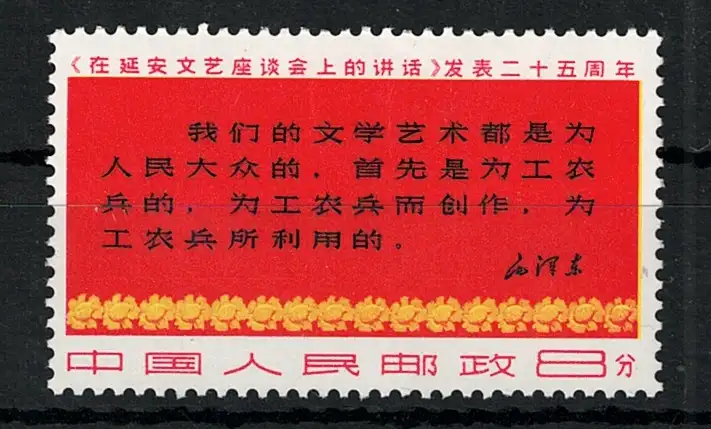 《在延安文艺座谈会上的讲话》发表二十五周年
我们的文学艺术都是为
人民大众的，首先是为工农
兵的，为工农兵而创作，为
工农兵所利用的。
毛泽东
中国人民邮政8分